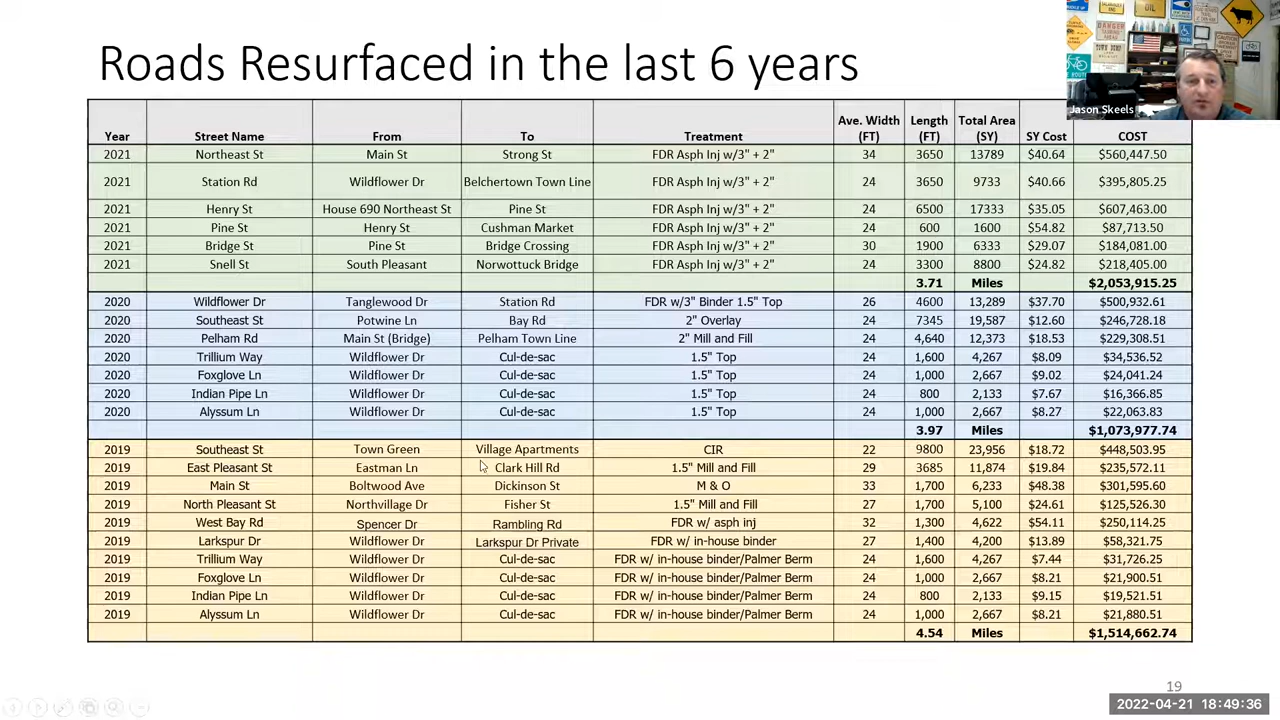 Roads Resurfaced in the last 6 years
Jason Skeels
Year Street Name From To Treatment Ave. Width (FT) Length (FT) Total Area (SY) SY Cost COST
2021 Northeast St Main St Strong St FDR Asph Inj w/3" + 2" 34 3650 13789 $40.64 $560,447.50
2021 Station Rd Wildflower Dr Belchertown Town Line FDR Asph Inj w/3" + 2" 24 3650 9733 $40.66 $395,805.25
2021 Henry St House 690 Northeast St Pine St FDR Asph Inj w/3" + 2" 24 6500 17333 $35.05 $607,463.00
2021 Pine St Henry St Cushman Market FDR Asph Inj w/3" + 2" 24 600 1600 $54.82 $87,713.50
2021 Bridge St Pine St Bridge Crossing FDR Asph Inj w/3" + 2" 30 1900 6333 $29.07 $184,081.00
2021 Snell St South Pleasant Norwottuck Bridge FDR Asph Inj w/3" + 2" 24 3300 8800 $24.82 $218,405.00
3.71 Miles $2,053,915.25
2020 Wildflower Dr Tanglewood Dr Station Rd FDR w/3" Binder 1.5" Top 26 4600 13,289 $37.70 $500,932.61
2020 Southeast St Potwine Ln Bay Rd 2" Overlay 24 7345 19,587 $12.60 $246,728.18
2020 Pelham Rd Main St (Bridge) Pelham Town Line 2" Mill and Fill 24 4,640 12,373 $18.53 $229,308.51
2020 Trillium Way Wildflower Dr Cul-de-sac 1.5" Top 24 1,600 4,267 $8.09 $34,536.52
2020 Foxglove Ln Wildflower Dr Cul-de-sac 1.5" Top 24 1,000 2,667 $9.02 $24,041.24
2020 Indian Pipe Ln Wildflower Dr Cul-de-sac 1.5" Top 24 800 2,133 $7.67 $16,366.85
2020 Alyssum Ln Wildflower Dr Cul-de-sac 1.5" Top 24 1,000 2,667 $8.27 $22,063.83
3.97 Miles $1,073,977.74
2019 Southeast St Town Green Village Apartments CIR 22 9800 23,956 $18.72 $448,503.95
2019 East Pleasant St Eastman Ln Clark Hill Rd 1.5" Mill and Fill 29 3685 11,874 $19.84 $235,572.11
2019 Main St Boltwood Ave Dickinson St M & O 33 1,700 6,233 $48.38 $301,595.60
2019 North Pleasant St Northvillage Dr Fisher St 1.5" Mill and Fill 27 1,700 5,100 $24.61 $125,526.30
2019 West Bay Rd Spencer Dr Rambling Rd FDR w/ asph inj 32 1,300 4,622 $54.11 $250,114.25
2019 Larkspur Dr Wildflower Dr Larkspur Dr Private FDR w/ in-house binder 27 1,400 4,200 $13.89 $58,321.75
2019 Trillium Way Wildflower Dr Cul-de-sac FDR w/ in-house binder/Palmer Berm 24 1,600 4,267 $7.44 $31,726.25
2019 Foxglove Ln Wildflower Dr Cul-de-sac FDR w/ in-house binder/Palmer Berm 24 1,000 2,667 $8.21 $21,900.51
2019 Indian Pipe Ln Wildflower Dr Cul-de-sac FDR w/ in-house binder/Palmer Berm 24 800 2,133 $9.15 $19,521.51
2019 Alyssum Ln Wildflower Dr Cul-de-sac FDR w/ in-house binder/Palmer Berm 24 1,000 2,667 $8.21 $21,880.51
4.54 Miles $1,514,662.74
19
2022-04-21 18:49:36